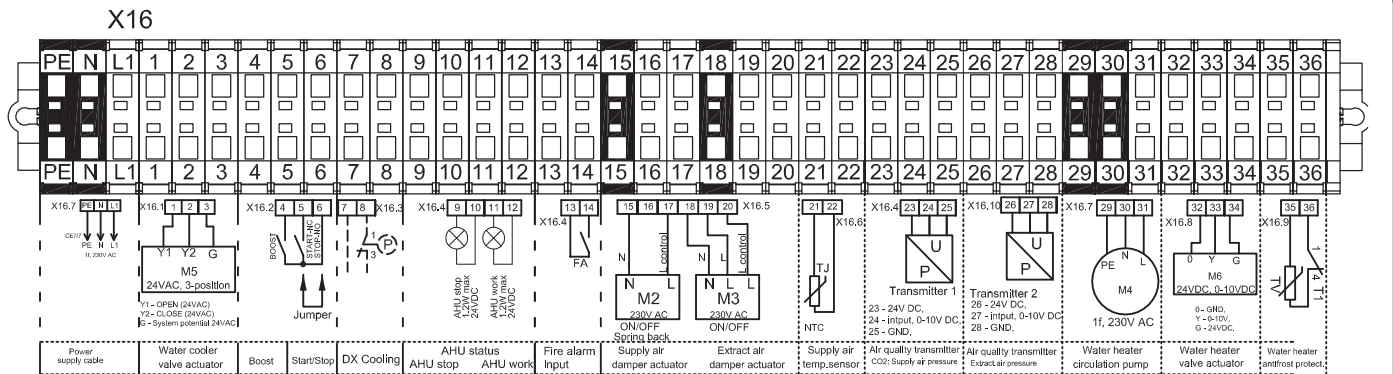 X16
PE N L1 1 2 3 4 5 6 7 8 9 10 11 12 13 14 15 16 17 18 19 20 21 22 23 24 25 26 27 28 29 30 31 32 33 34 35 36
PE N L1 1 2 3 4 5 6 7 8 9 10 11 12 13 14 15 16 17 18 19 20 21 22 23 24 25 26 27 28 29 30 31 32 33 34 35 36
X16.7 PE N L1
PE N L1
1f, 230V AC
X16.1 1 2 3
Y1 Y2 G
M5
24VAC, 3-position
Y1 - OPEN (24VAC)
Y2 - CLOSE (24VAC)
G - System potential 24VAC
X16.2 4 5 6
BOOST
START-NC
STOP-NO
Jumper
7 8 X16.3
1
3
P
X16.4 9 10 11 12
AHU stop
1,2W max
24VDC
AHU work
1,2W max
24VDC
X16.4 13 14
FA
15 16 17 18 19 20 X16.5
N
L control
N
L
L control
N L
M2
230V AC
ON/OFF
Spring back
N L L
M3
230V AC
ON/OFF
21 22 X16.6
TJ
NTC
X16.4 23 24 25
U
P
Transmitter 1
23 - 24V DC,
24 - intput, 0-10V DC
25 - GND,
X16,10 26 27 28
U
P
Transmitter 2
26 - 24V DC,
27 - intput, 0-10V DC
28 - GND,
X16.7 29 30 31
PE N L
M4
1f, 230V AC
32 33 34
X16.8
0 Y G
M6
24VDC, 0-10VDC
0 - GND,
Y - 0-10V,
G - 24VDC.
35 36
X16.9
TV
1
4
T1
Power
supply cable
Water cooler
valve actuator
Boost
Start/Stop
DX Cooling
AHU status
AHU stop AHU work
Fire alarm
Input
Supply air
damper actuator
Extract air
damper actuator
Supply air
temp.sensor
Air quality transmitter
CO2; Supply air pressure
Air quality transmitter
Extract air pressure
Water heater
circulation pump
Water heater
valve actuator
Water heater
antifrost protect.